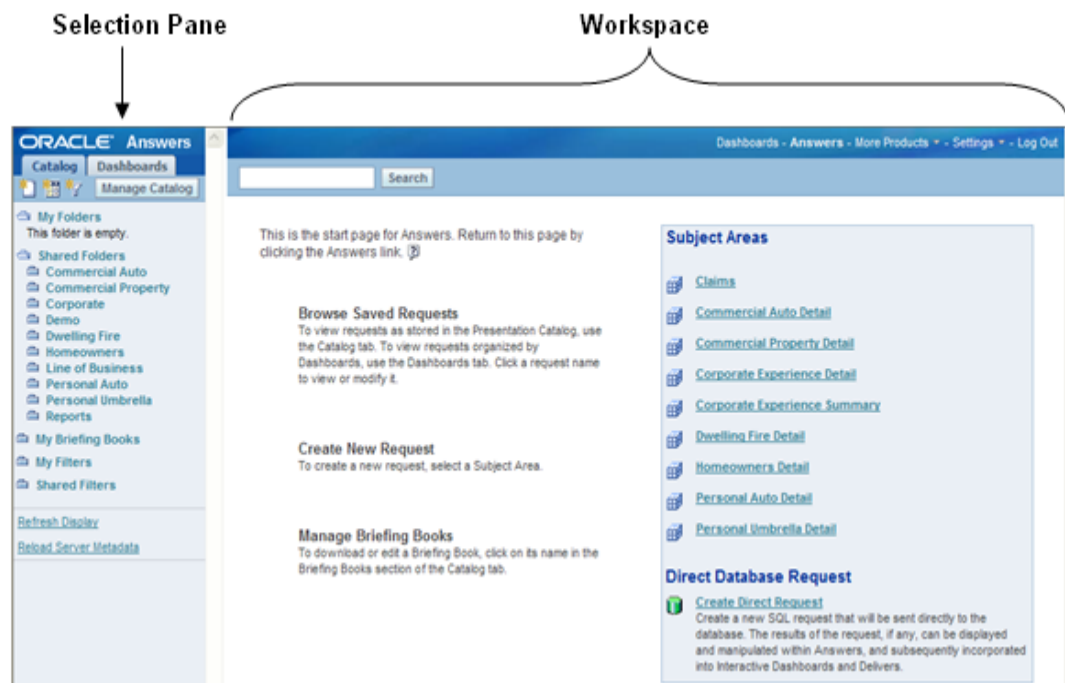 Selection Pane
Workspace
ORACLE Answers
Dashboards - Answers - More Products - Settings - Log Out
Catalog Dashboards
Manage Catalog
Search
My Folders
This folder is empty.
Shared Folders
Commercial Auto
Commercial Property
Corporate
Demo
Dwelling Fire
Homeowners
Line of Business
Personal Auto
Personal Umbrella
Reports
My Briefing Books
My Filters
Shared Filters
Refresh Display
Reload Server Metadata
This is the start page for Answers. Return to this page by
clicking the Answers link.
Browse Saved Requests
To view requests as stored in the Presentation Catalog, use
the Catalog tab. To view requests organized by
Dashboards, use the Dashboards tab. Click a request name
to view or modify it.
Create New Request
To create a new request, select a Subject Area.
Manage Briefing Books
To download or edit a Briefing Book, click on its name in the
Briefing Books section of the Catalog tab.
Subject Areas
Claims
Commercial Auto Detail
Commercial Property Detail
Corporate Experience Detail
Corporate Experience Summary
Dwelling Fire Detail
Homeowners Detail
Personal Auto Detail
Personal Umbrella Detail
Direct Database Request
Create Direct Request
Create a new SQL request that will be sent directly to the
database. The results of the request, if any, can be displayed
and manipulated within Answers, and subsequently incorporated
into Interactive Dashboards and Delivers.